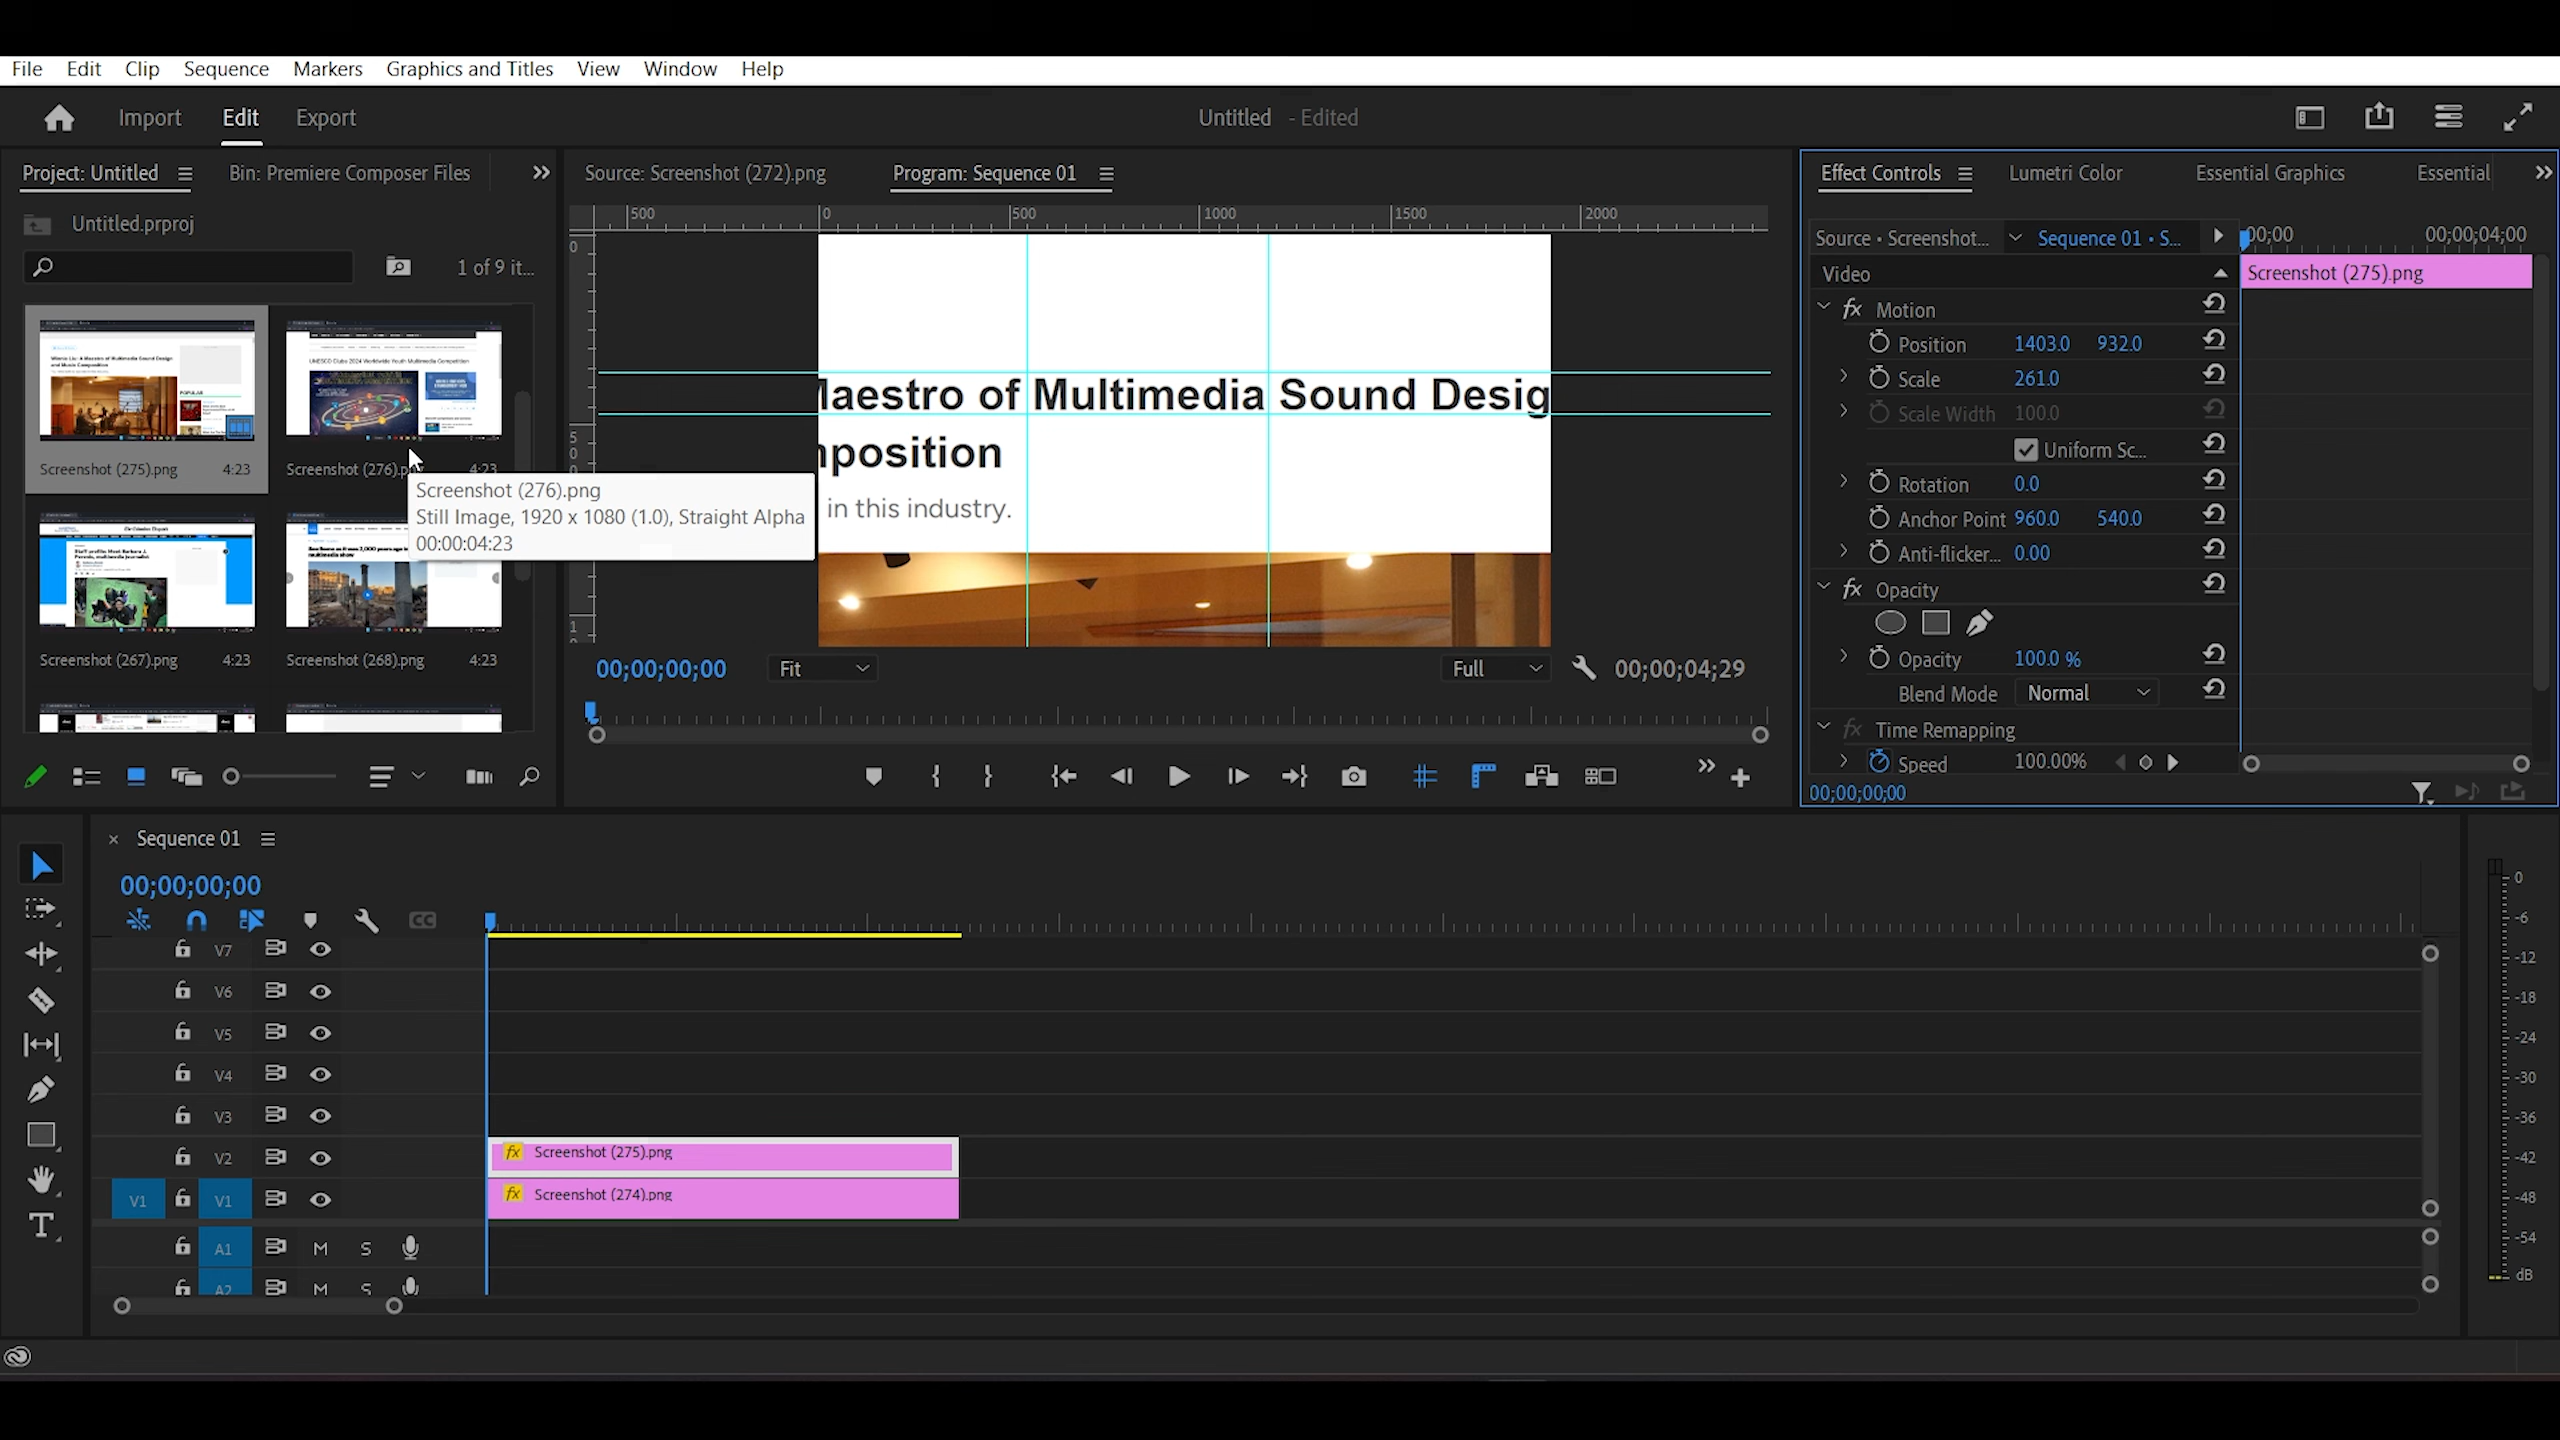 File Edit Clip Sequence Markers Graphics and Titles View Window Help
Import Edit Export
Untitled - Edited
Project: Untitled
Bin: Premiere Composer Files
Untitled.prproj
1 of 9 it...
Screenshot (275).png 4:23
Screenshot (276).p 4:23
Screenshot (276).png
Still Image, 1920 x 1080 (1.0), Straight Alpha
00:00:04:23
Screenshot (267).png 4:23
Screenshot (268).png 4:23
Source: Screenshot (272).png
Program: Sequence 01
500 0 500 1000 1500 2000
0
500
1
laestro of Multimedia Sound Desig
position
in this industry.
00;00;00;00 Fit Full 00;00;04;29
Effect Controls Lumetri Color Essential Graphics Essential
Source • Screenshot... Sequence 01 • S...
;00;00 00;00;04;00
Video
Screenshot (275).png
fx Motion
Position 1403.0 932.0
Scale 261.0
Scale Width 100.0
Uniform Sc...
Rotation 0.0
Anchor Point 960.0 540.0
Anti-flicker... 0.00
fx Opacity
Opacity 100.0 %
Blend Mode Normal
fx Time Remapping
Speed 100.00%
00;00;00;00
× Sequence 01
00;00;00;00
CC
V7
V6
V5
V4
V3
V2
fx Screenshot (275).png
V1 V1
fx Screenshot (274).png
A1 M S
A2 M S
0
-6
-12
-18
-24
-30
-36
-42
-48
-54
dB